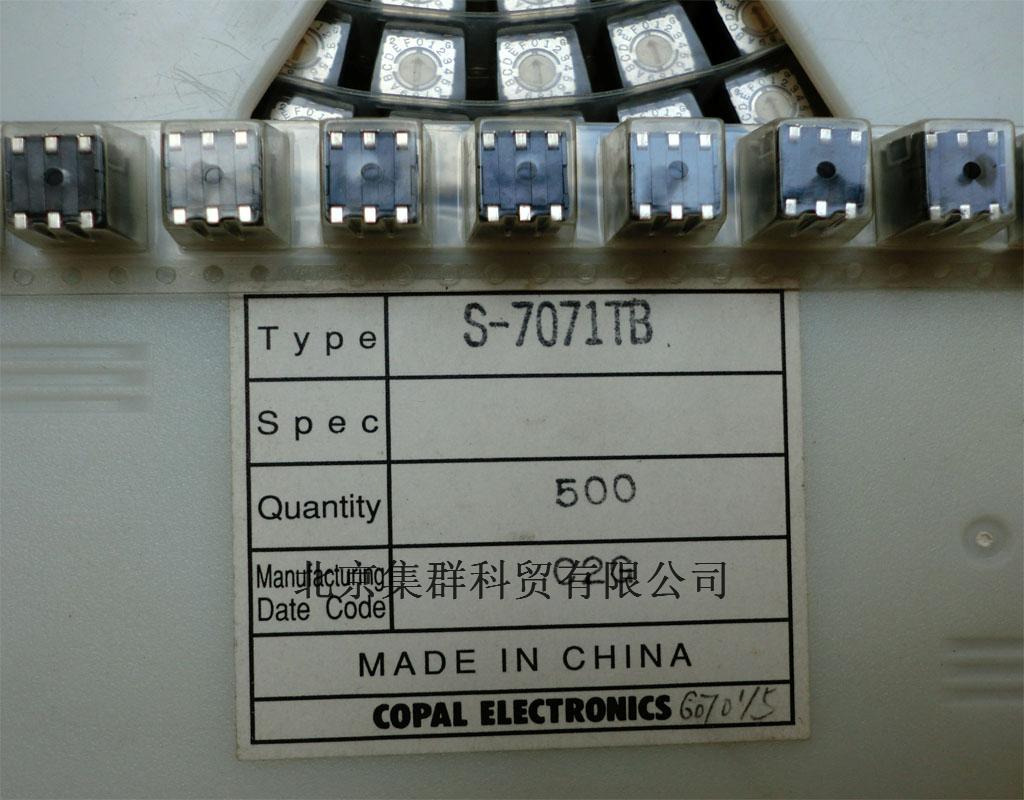 Type S-7071TB
Spec
Quantity 500
Manufacturing
Date Code
北京集群科贸有限公司
MADE IN CHINA
COPAL ELECTRONICS